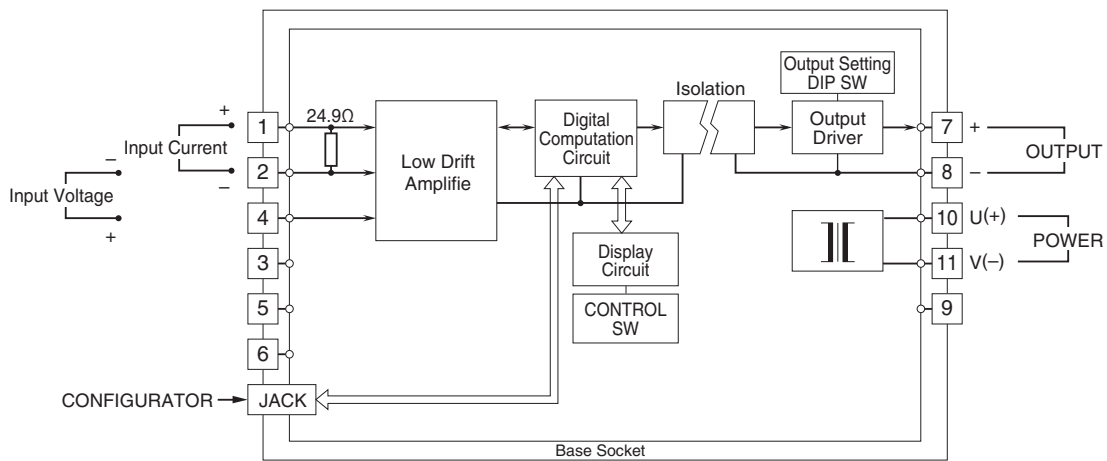 Output Setting
DIP SW
Isolation
24.9Ω
+
1
Input Current
–
2
–
Input Voltage
+
4
3
5
6
CONFIGURATOR
JACK
Low Drift
Amplifie
Digital
Computation
Circuit
Display
Circuit
CONTROL
SW
Output
Driver
7
+
OUTPUT
8
–
10
U(+)
POWER
11
V(–)
9
Base Socket